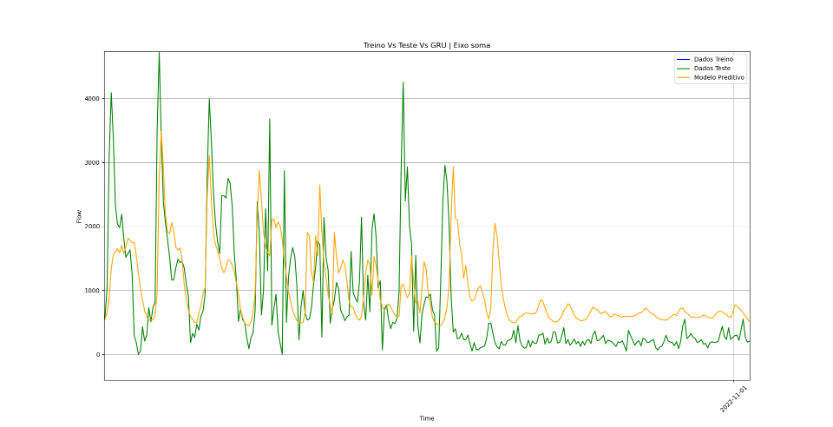 Treino Vs Teste Vs GRU | Eixo soma
Dados Treino
Dados Teste
Modelo Preditivo
4000
3000
2000
1000
0
Flow
2022-11-01
Time